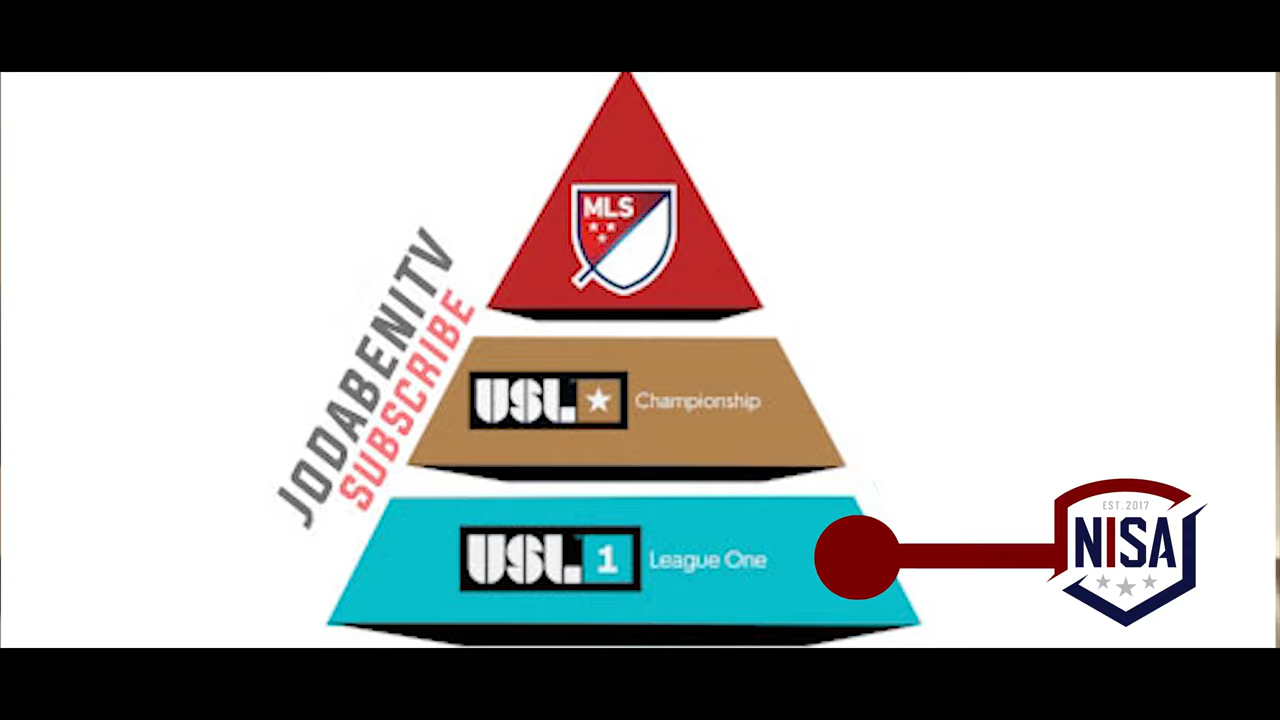 MLS
JODABENITV
SUBSCRIBE
USL
Championship
EST. 2017
NISA
USL 1
League One